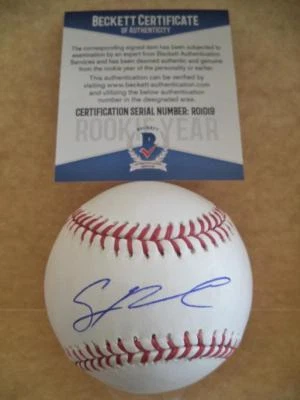 BECKETT CERTIFICATE
OF AUTHENTICITY
The corresponding signed item has been subjected to
examination by an expert from Beckett Authentication
Services and has been deemed authentic and genuine
from the rookie year of the personality or earlier.
This authentication can be verified by
visiting www.beckett-authentication.com
and utilizing the below authentication
number in the designated area.
CERTIFICATION SERIAL NUMBER: R01019
ROOKIE YEAR
BECKETT
B